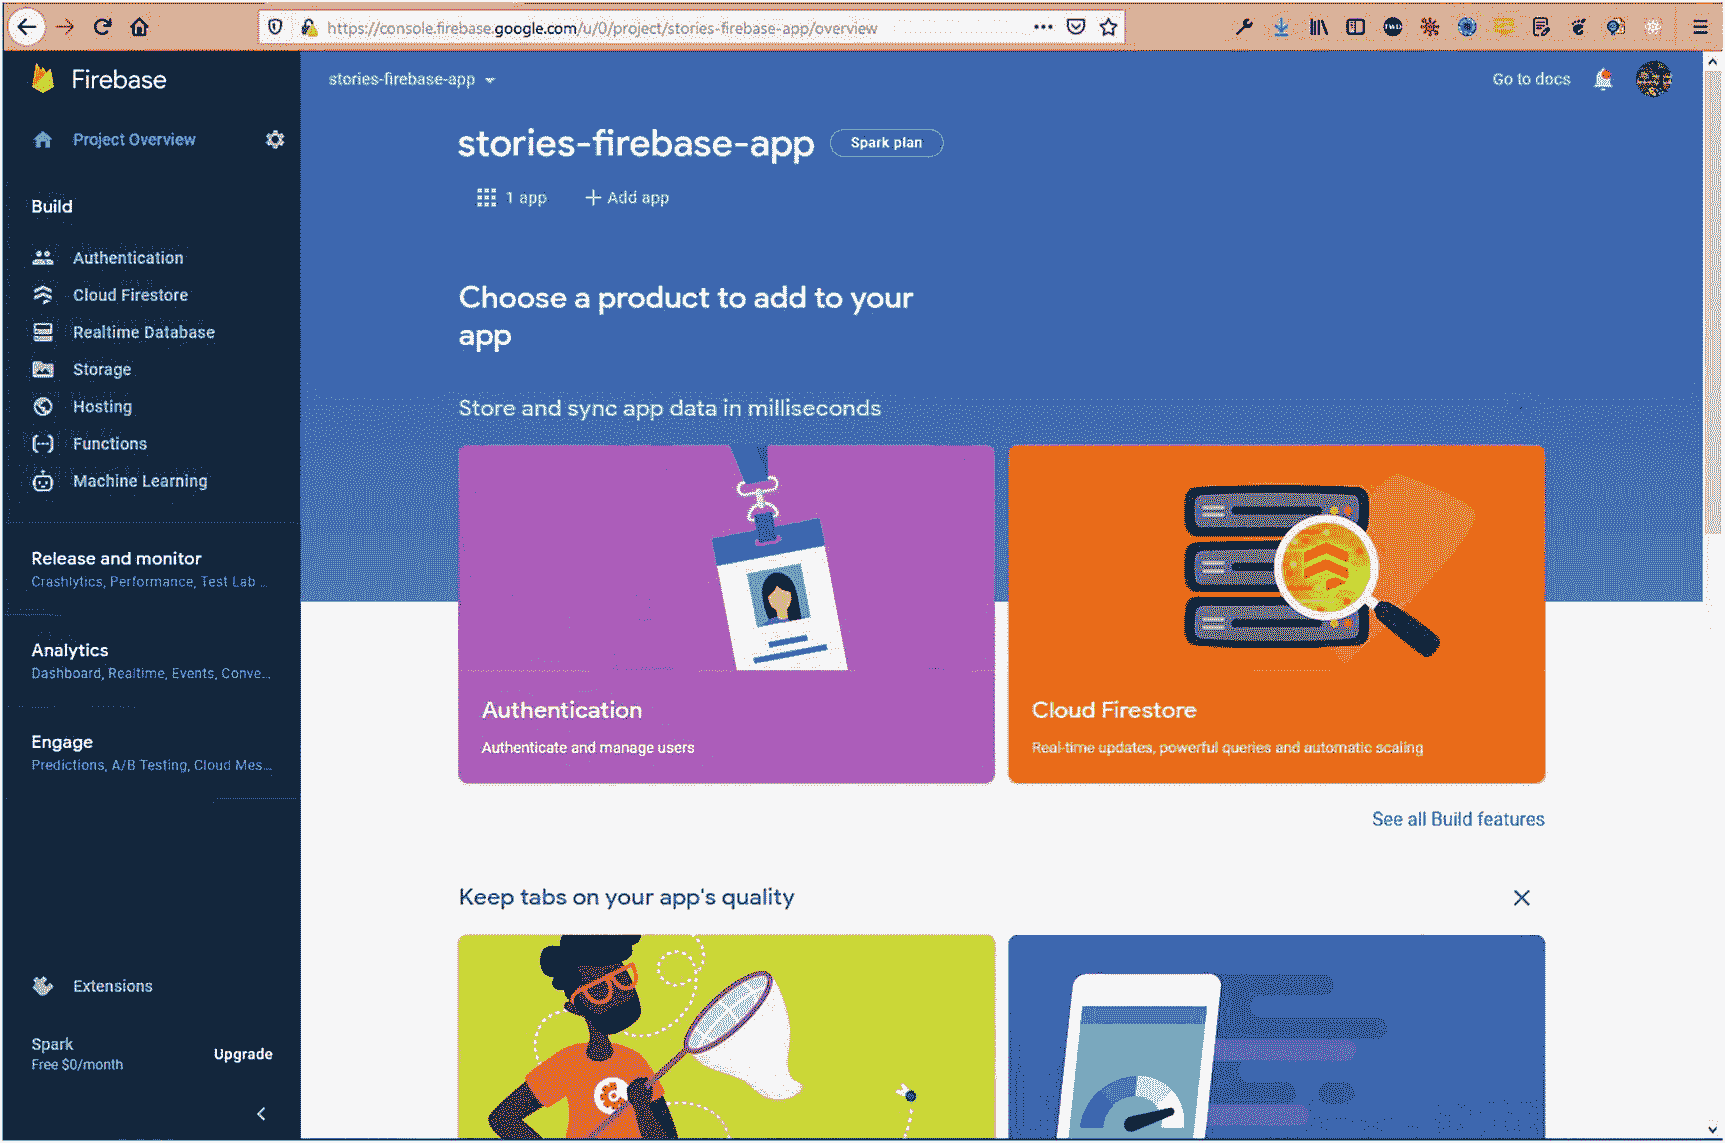 https://console.firebase.google.com/u/0/project/stories-firebase-app/overview
Firebase
stories-firebase-app
Go to docs
Project Overview
stories-firebase-app
Spark plan
1 app
Add app
Build
Authentication
Cloud Firestore
Realtime Database
Storage
Hosting
Functions
Machine Learning
Release and monitor
Crashlytics, Performance, Test Lab ...
Analytics
Dashboard, Realtime, Events, Conve...
Engage
Predictions, A/B Testing, Cloud Mes...
Extensions
Spark
Free $0/month
Upgrade
Choose a product to add to your
app
Store and sync app data in milliseconds
Authentication
Authenticate and manage users
Cloud Firestore
Real-time updates, powerful queries and automatic scaling
See all Build features
Keep tabs on your app's quality